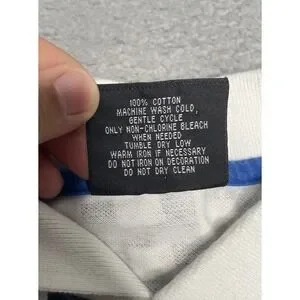 100% COTTON
MACHINE WASH COLD,
GENTLE CYCLE
ONLY NON-CHLORINE BLEACH
WHEN NEEDED
TUMBLE DRY LOW
WARM IRON IF NECESSARY
DO NOT IRON ON DECORATION
DO NOT DRY CLEAN